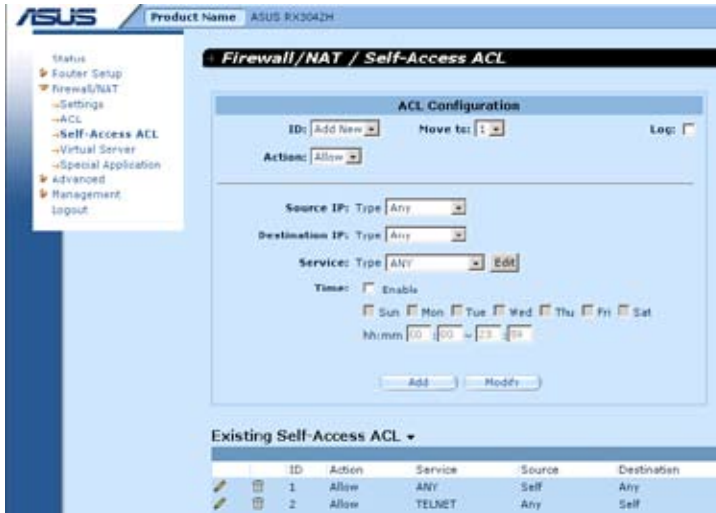 ASUS Product Name ASUS RX3042H
Status
Router Setup
Firewall/NAT
Settings
ACL
Self-Access ACL
Virtual Server
Special Application
Advanced
Management
Logout
Firewall/NAT / Self-Access ACL
ACL Configuration
ID: Add New Move to: 1 Log:
Action: Allow
Source IP: Type Any
Destination IP: Type Any
Service: Type ANY Edit
Time: Enable
Sun Mon Tue Wed Thu Fri Sat
hh:mm 00 : 00 ~ 23 : 59
Add Modify
Existing Self-Access ACL
ID Action Service Source Destination
1 Allow ANY Self Any
2 Allow TELNET Any Self